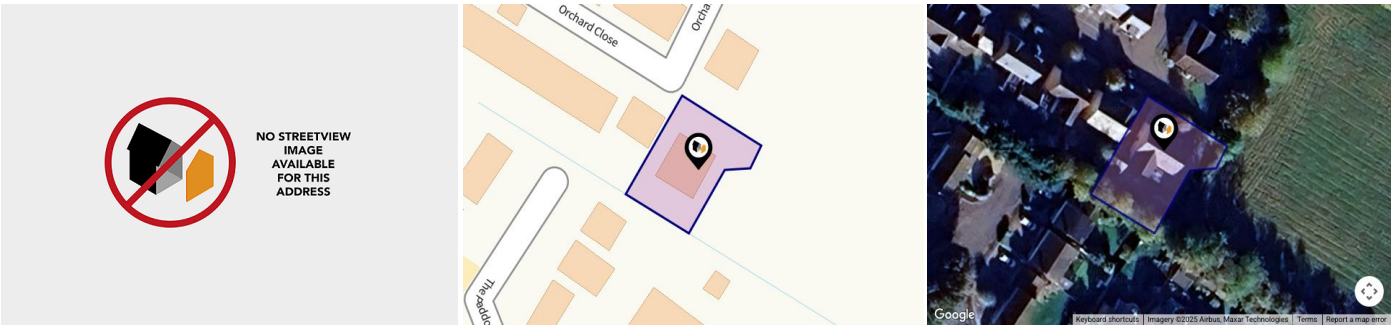 NO STREETVIEW
IMAGE
AVAILABLE
FOR THIS
ADDRESS
Orchard Close
Orcha
The
Google
Keyboard shortcuts
Imagery ©2025 Airbus, Maxar Technologies
Terms
Report a map error